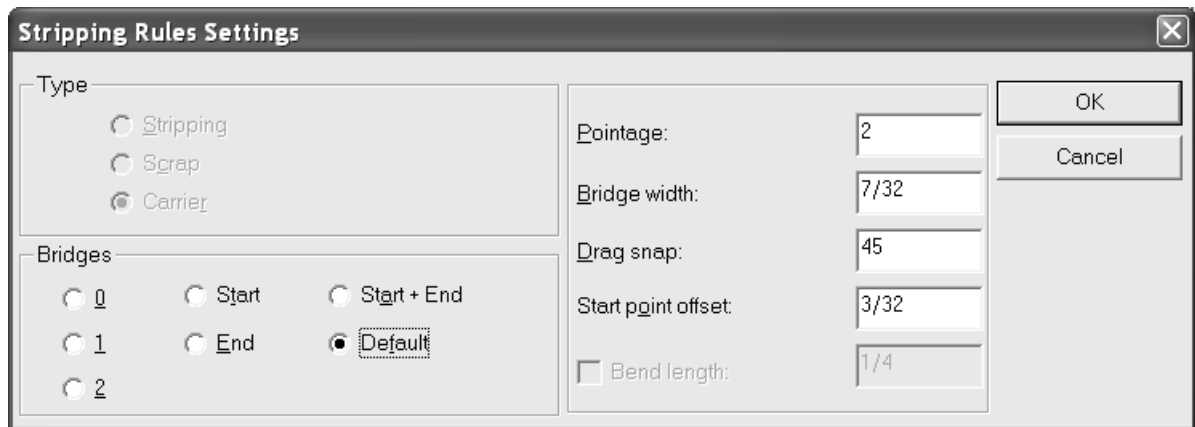 Stripping Rules Settings
Type
Stripping
Scrap
Carrier
Bridges
0
Start
Start + End
1
End
Default
2
Pointage:
2
Bridge width:
7/32
Drag snap:
45
Start point offset:
3/32
Bend length:
1/4
OK
Cancel